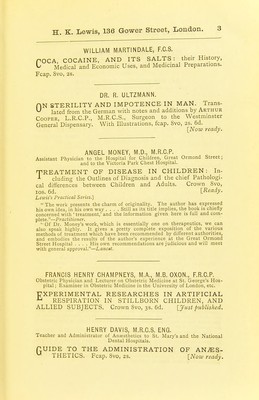 H. K. Lewis, 136 Gower Street, London. 3
WILLIAM MARTINDALE, F.C.S.
COCA, COCAINE, AND ITS SALTS: their History,
Medical and Economic Uses, and Medicinal Preparations.
Fcap. 8vo, 2s.
DR. R. ULTZMANN.
ON STERILITY AND IMPOTENCE IN MAN. Trans-
lated from the German with notes and additions by ARTHUR
COOPER, L.R.C.P., M.R.C.S., Surgeon to the Westminster
General Dispensary. With Illustrations, fcap. 8vo, 2s. 6d.
[Now ready.
ANGEL MONEY, M.D., M.R.C.P.
Assistant Physician to the Hospital for Children, Great Ormond Street;
and to the Victoria Park Chest Hospital.
TREATMENT OF DISEASE IN CHILDREN: In-
cluding the Outlines of Diagnosis and the chief Pathologi-
cal differences between Children and Adults. Crown 8vo,
10s. 6d. [Ready.
Lewis's Practical Series.]
"The work presents the charm of originality. The author has expressed
his own idea, in his own way . . . . Still as its title implies, the book is chiefly
concerned with 'treatment,' and the information given here is full and com-
plete."—Practitioner.
"Of Dr. Money's work, which is essentially one on therapeutics, we can
also speak highly. It gives a pretty complete exposition of the various
methods of treatment which have been recommended by different authorities,
and embodies the results of the author's experience at the Great Ormond
Street Hospital . . . . His own recommendations are judicious and will meet
with general approval."—Lancet.
FRANCIS HENRY CHAMPNEYS, M.A., M.B. OXON., F.R.C.P.
Obstetric Physician and Lecturer on Obstetric Medicine at St. George's Hos-
pital; Examiner in Obstetric Medicine in the University of London, etc.
EXPERIMENTAL RESEARCHES IN ARTIFICIAL
RESPIRATION IN STILLBORN CHILDREN, AND
ALLIED SUBJECTS. Crown 8vo, 3s. 6d. [Just published.
HENRY DAVIS, M.R.C.S. ENG.
Teacher and Administrator of Anæsthetics to St. Mary's and the National
Dental Hospitals.
GUIDE TO THE ADMINISTRATION OF ANÆS-
THETICS. Fcap. 8vo, 2s. [Now ready.